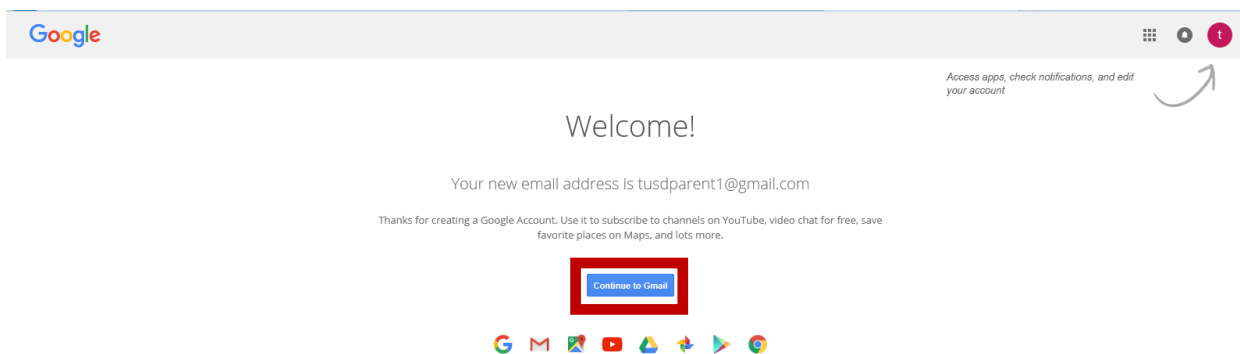 Google
t
Access apps, check notifications, and edit
your account
Welcome!
Your new email address is tusdparent1@gmail.com
Thanks for creating a Google Account. Use it to subscribe to channels on YouTube, video chat for free, save
favorite places on Maps, and lots more.
Continue to Gmail
G